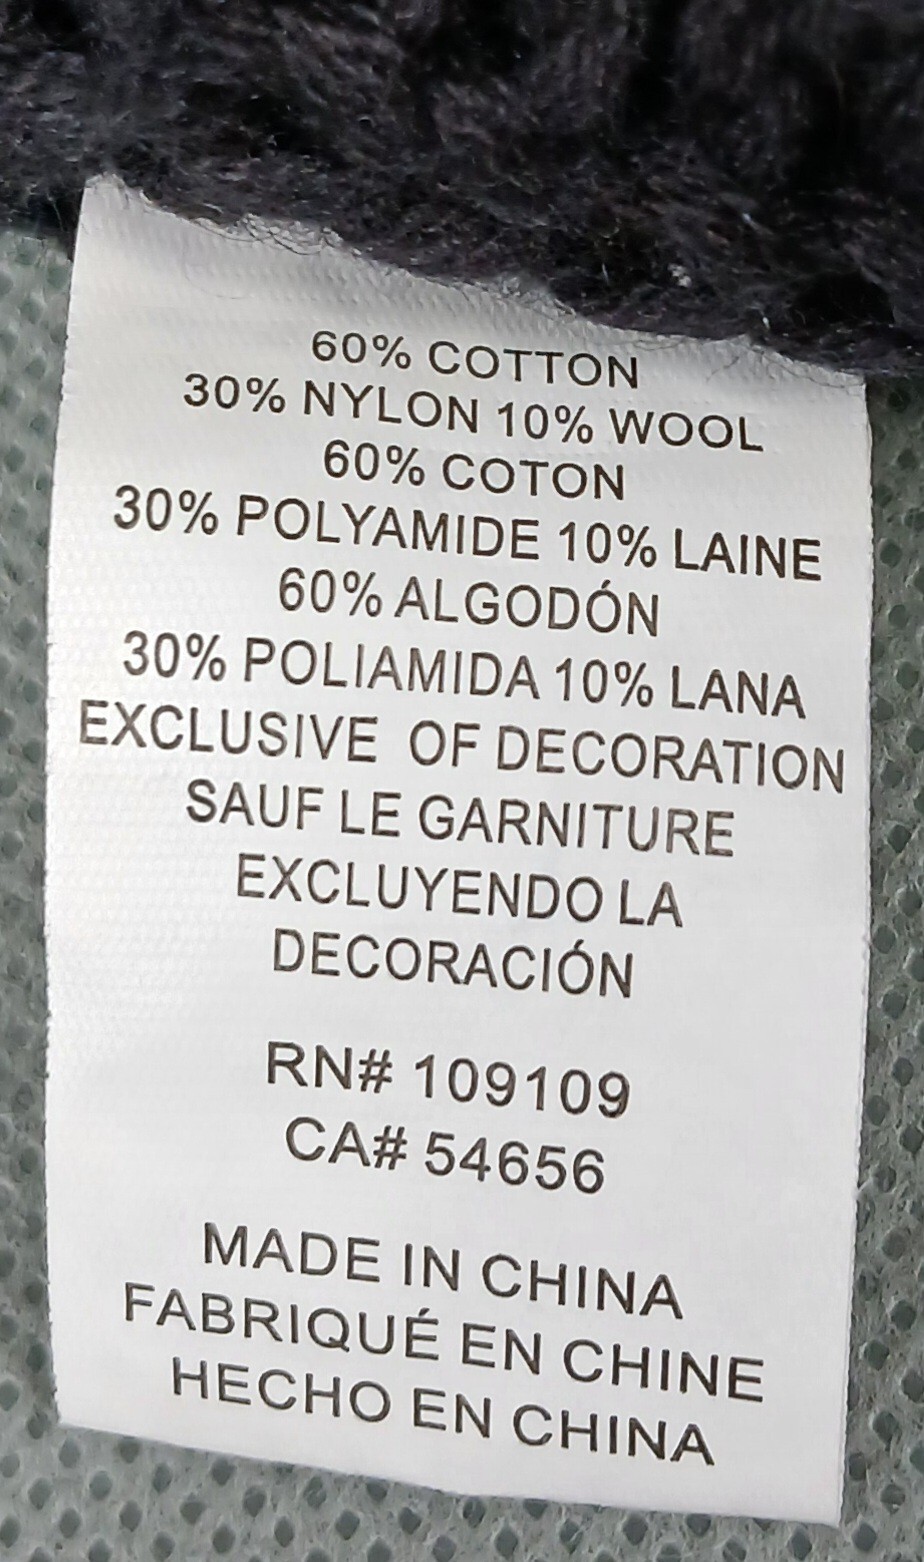 60% COTTON
30% NYLON 10% WOOL
60% COTON
30% POLYAMIDE 10% LAINE
60% ALGODÓN
30% POLIAMIDA 10% LANA
EXCLUSIVE OF DECORATION
SAUF LE GARNITURE
EXCLUYENDO LA
DECORACIÓN
RN# 109109
CA# 54656
MADE IN CHINA
FABRIQUÉ EN CHINE
HECHO EN CHINA